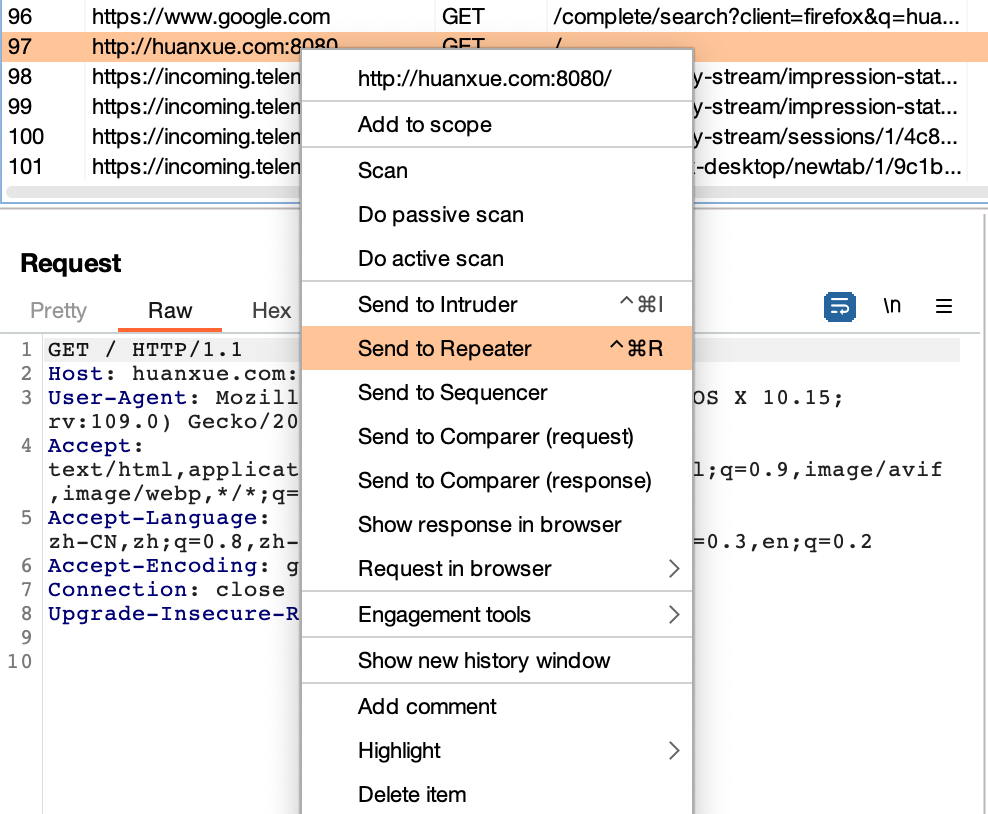 96 https://www.google.com GET /complete/search?client=firefox&q=hua...
97 http://huanxue.com:8080 GET /
98 https://incoming.telen y-stream/impression-stat...
99 https://incoming.telen y-stream/impression-stat...
100 https://incoming.telen y-stream/sessions/1/4c8...
101 https://incoming.telen -desktop/newtab/1/9c1b...
http://huanxue.com:8080/
Add to scope
Scan
Do passive scan
Do active scan
Send to Intruder ^⌘I
Send to Repeater ^⌘R
Send to Sequencer
Send to Comparer (request)
Send to Comparer (response)
Show response in browser
Request in browser
Engagement tools
Show new history window
Add comment
Highlight
Delete item
Request
Pretty Raw Hex \n
1 GET / HTTP/1.1
2 Host: huanxue.com:
3 User-Agent: Mozill OS X 10.15;
rv:109.0) Gecko/20
4 Accept:
text/html,applicat l;q=0.9,image/avif
,image/webp,*/*;q=
5 Accept-Language:
zh-CN,zh;q=0.8,zh- =0.3,en;q=0.2
6 Accept-Encoding: g
7 Connection: close
8 Upgrade-Insecure-R
9
10